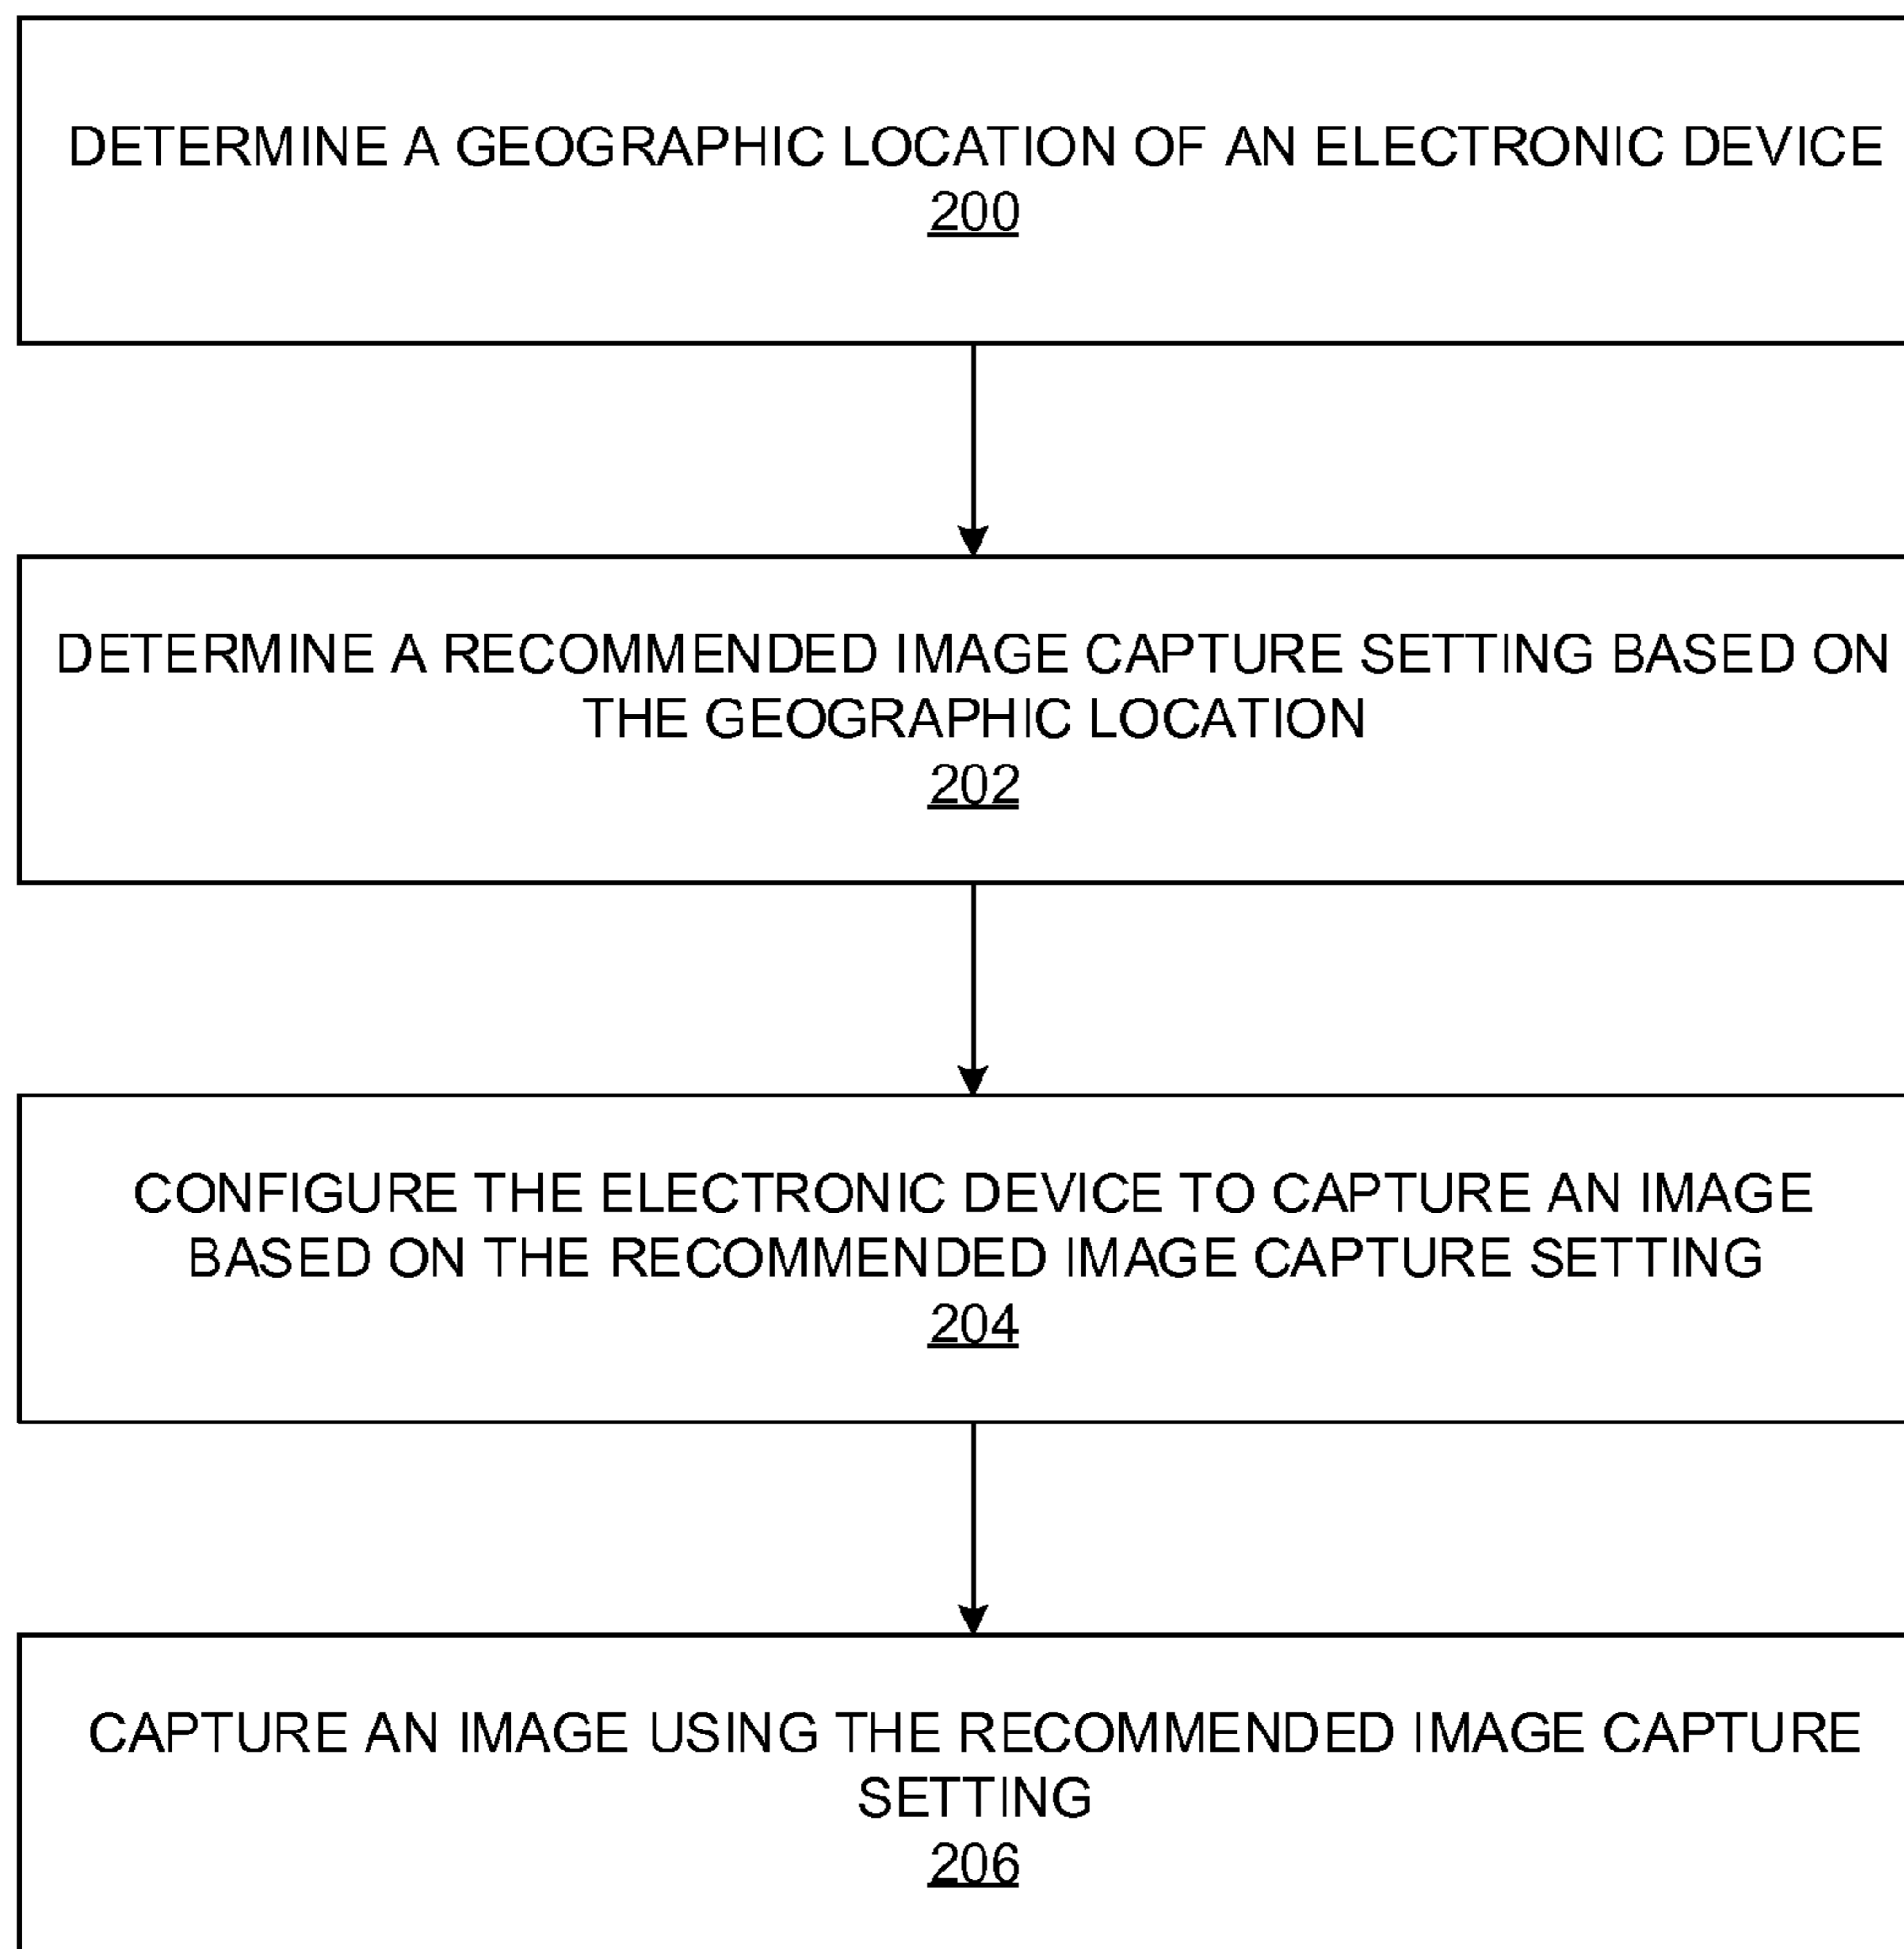 DETERMINE A GEOGRAPHIC LOCATION OF AN ELECTRONIC DEVICE
200
DETERMINE A RECOMMENDED IMAGE CAPTURE SETTING BASED ON
THE GEOGRAPHIC LOCATION
202
CONFIGURE THE ELECTRONIC DEVICE TO CAPTURE AN IMAGE
BASED ON THE RECOMMENDED IMAGE CAPTURE SETTING
204
CAPTURE AN IMAGE USING THE RECOMMENDED IMAGE CAPTURE
SETTING
206